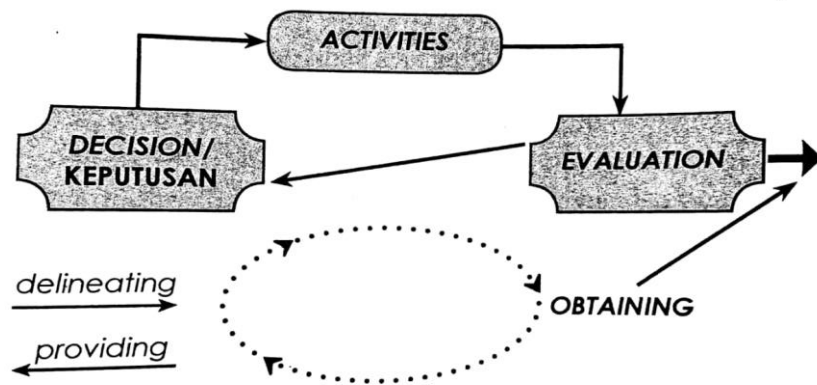 ACTIVITIES
DECISION/
KEPUTUSAN
EVALUATION
delineating
OBTAINING
providing